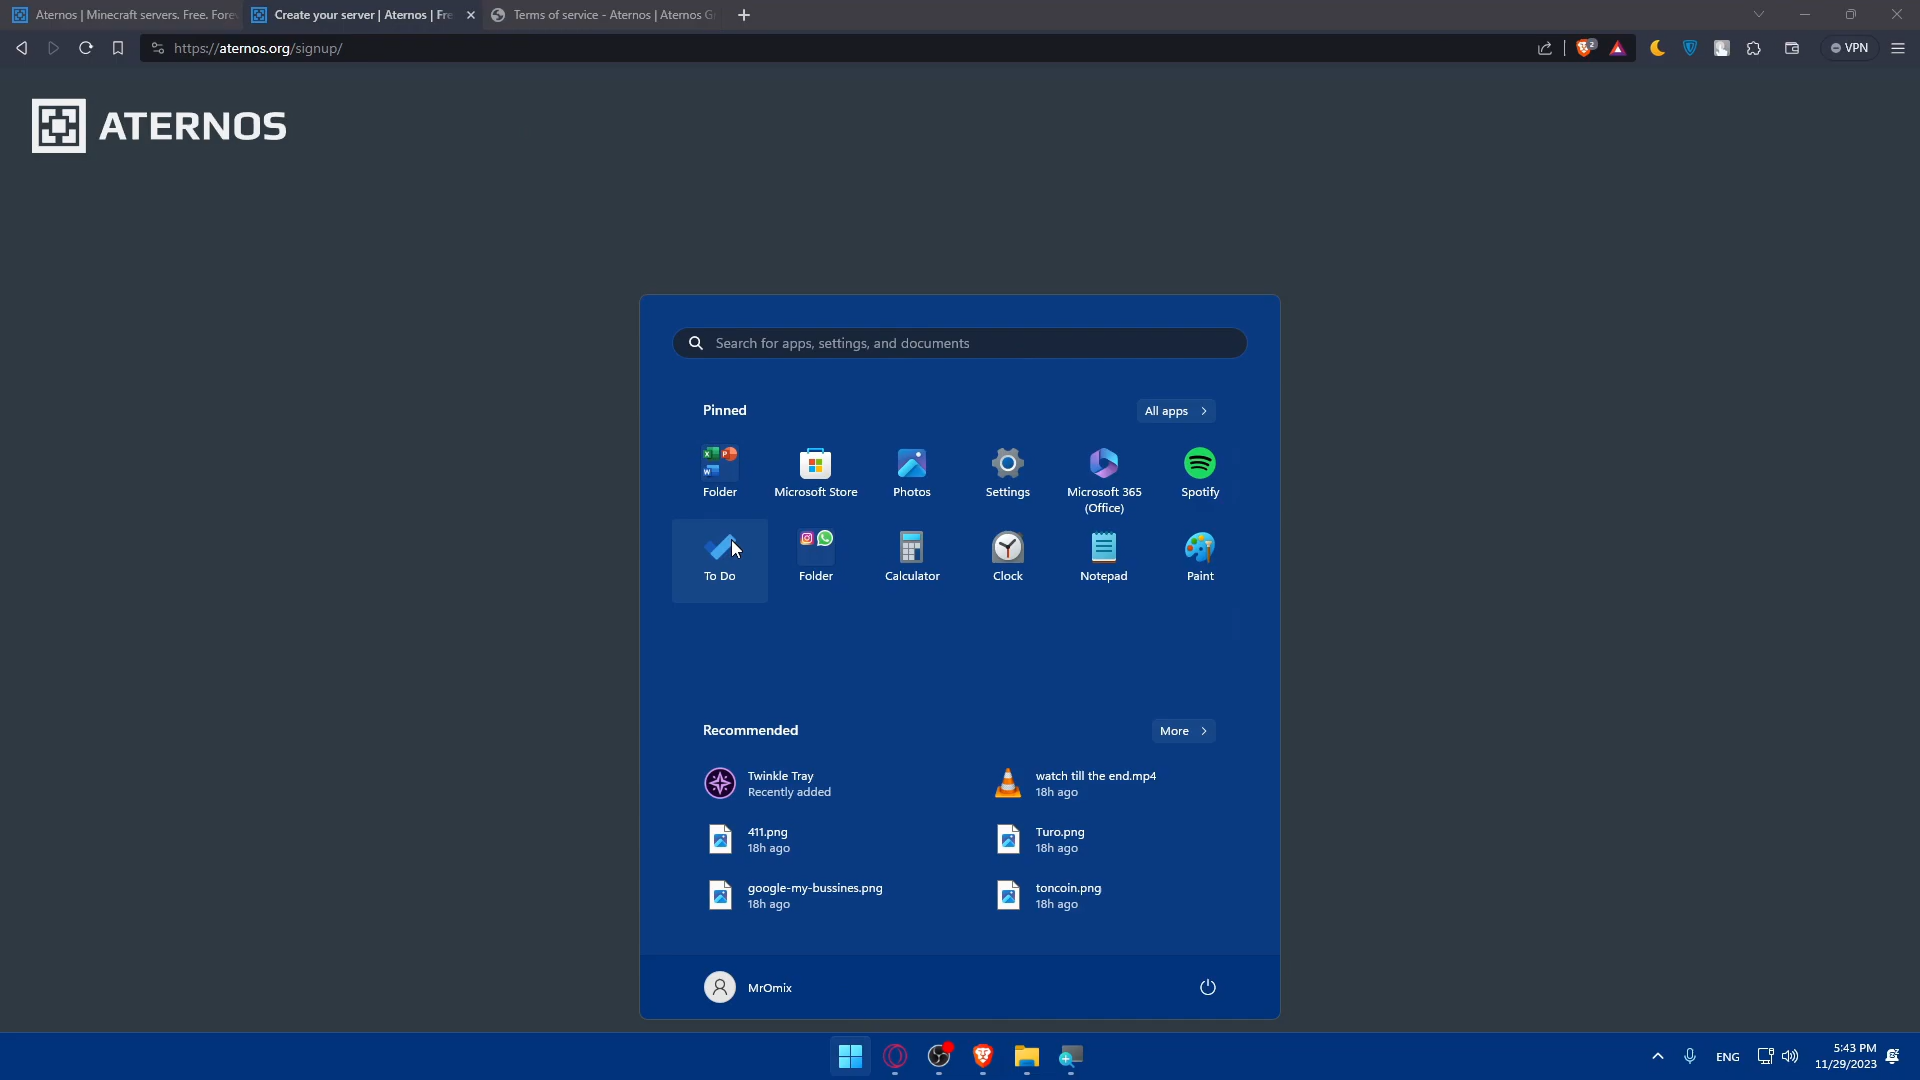 Aternos | Minecraft servers. Free. Fore
Create your server | Aternos | Fre
Terms of service - Aternos | Aternos G
https://aternos.org/signup/
2
VPN
ATERNOS
Search for apps, settings, and documents
Pinned
All apps
Folder
Microsoft Store
Photos
Settings
Microsoft 365
(Office)
Spotify
To Do
Folder
Calculator
Clock
Notepad
Paint
Recommended
More
Twinkle Tray
Recently added
watch till the end.mp4
18h ago
411.png
18h ago
Turo.png
18h ago
google-my-bussines.png
18h ago
toncoin.png
18h ago
MrOmix
ENG
5:43 PM
11/29/2023